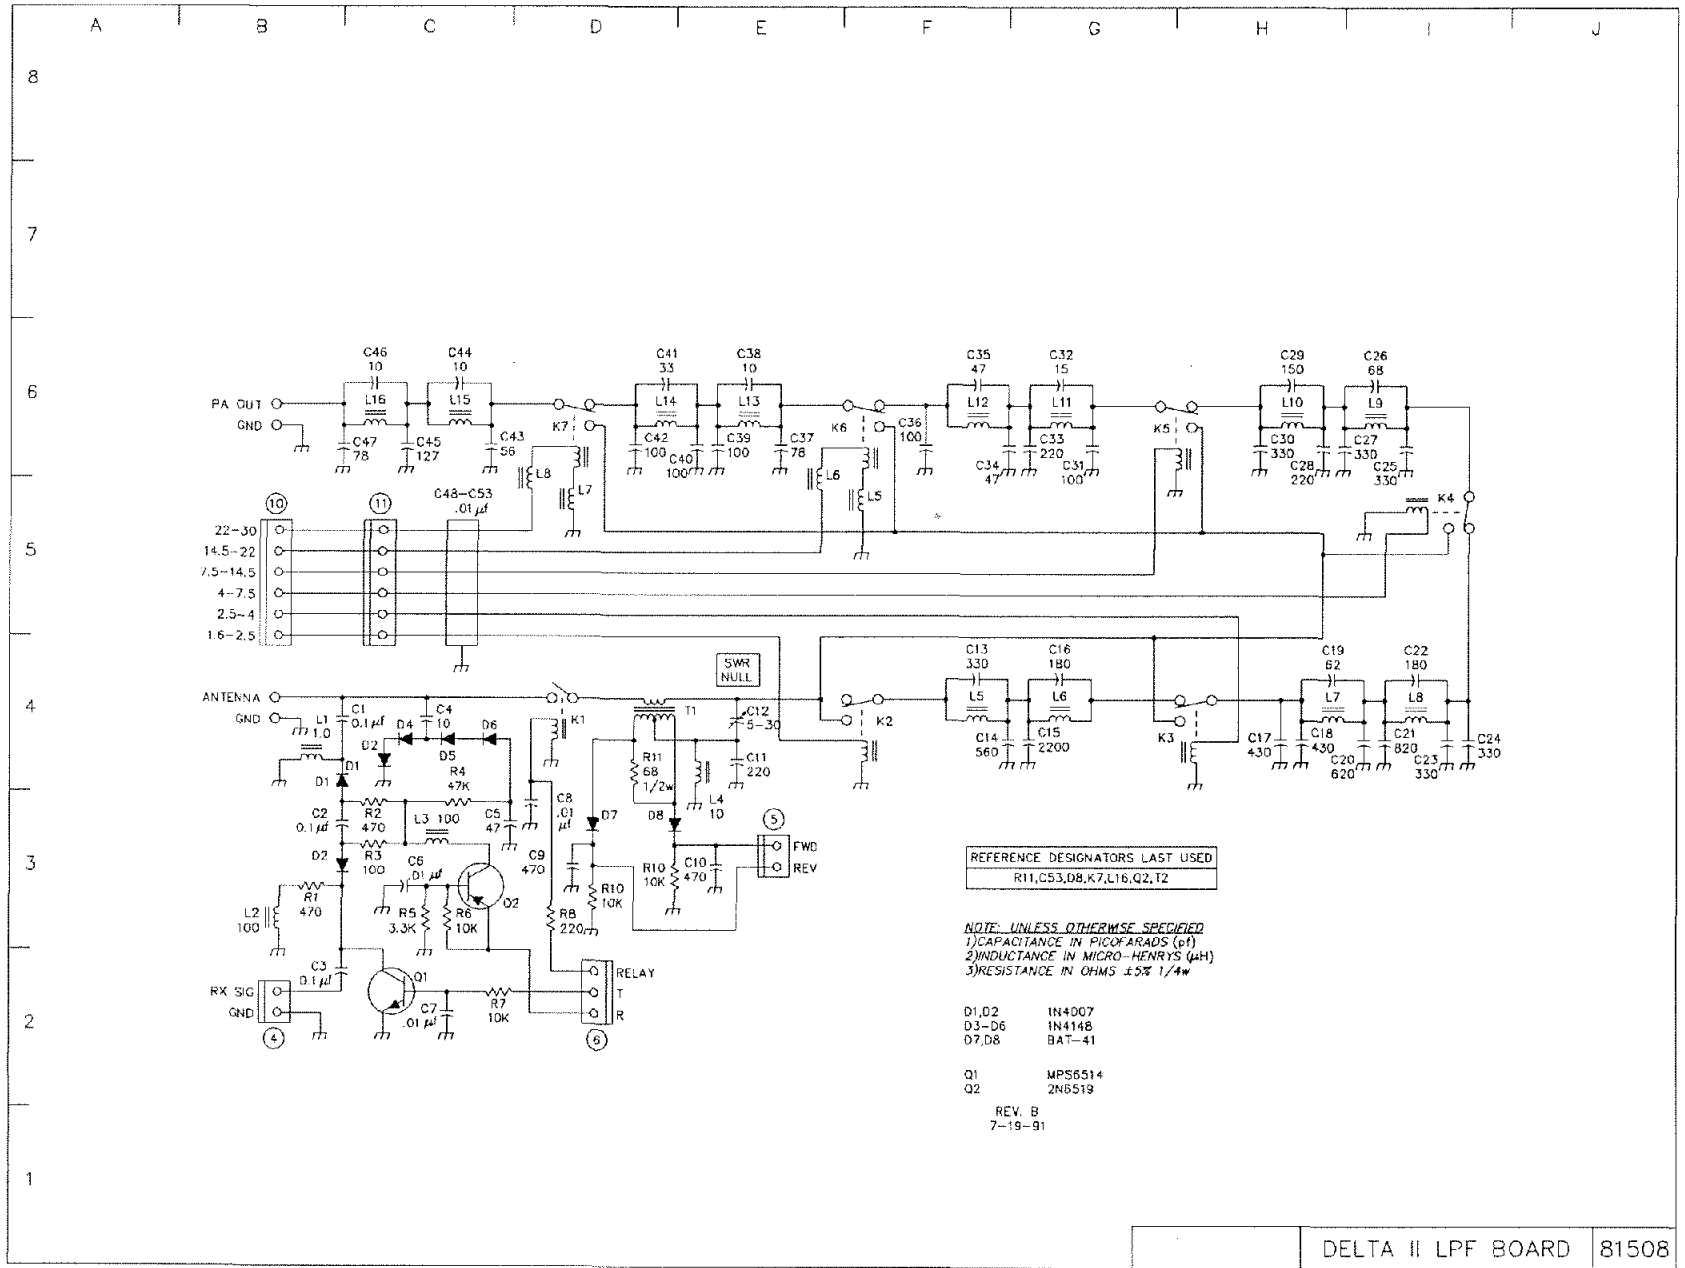 A B C D E F G H I J
8
7
6
5
4
3
2
1
C46 10
C44 10
C41 33
C38 10
C35 47
C32 15
C29 150
C26 68
PA OUT
GND
L16
L15
K7
L14
L13
K6
L12
L11
K5
L10
L9
C47 78
C45 127
C43 56
C42 100
C40 100
C39 100
C37 78
C36 100
C34 47
C33 220
C31 100
C30 330
C28 220
C27 330
C25 330
L8
L7
L6
L5
K4
10
11
C48-C53 .01 µf
22-30
14.5-22
7.5-14.5
4-7.5
2.5-4
1.6-2.5
SWR NULL
C13 330
C16 180
C19 62
C22 180
ANTENNA
GND
L1 1.0
C1 0.1 µf
C4 10
D4
D6
D2
D5
D1
D1
K1
T1
C12 5-30
K2
L5
L6
K3
L7
L8
C14 560
C15 2200
C17 430
C18 430
C20 620
C21 820
C23 330
C24 330
R11 68 1/2w
C11 220
L4 10
R4 47K
C2 0.1 µf
R2 470
L3 100
C5 47
C8 .01 µf
D7
D8
5
FWD
REV
D2
R3 100
C6 D1 µf
C9 470
R10 10K
R10 10K
C10 470
R1 470
L2 100
R5 3.3K
R6 10K
Q2
R8 220
C3 0.1 µf
Q1
RX SIG
GND
4
C7 .01 µf
R7 10K
RELAY
T
R
6
REFERENCE DESIGNATORS LAST USED
R11,C53,D8,K7,L16,Q2,T2
NOTE: UNLESS OTHERWISE SPECIFIED
1)CAPACITANCE IN PICOFARADS (pf)
2)INDUCTANCE IN MICRO-HENRYS (µH)
3)RESISTANCE IN OHMS ±5% 1/4w
D1,D2 1N4007
D3-D6 1N4148
D7,D8 BAT-41
Q1 MPS6514
Q2 2N6519
REV. B
7-19-91
DELTA II LPF BOARD 81508